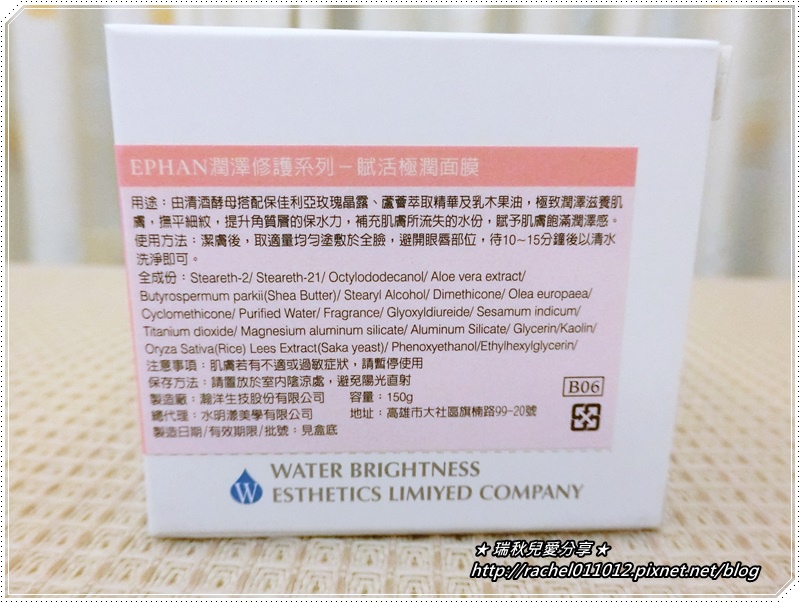 EPHAN潤澤修護系列－賦活極潤面膜
用途：由清酒酵母搭配保佳利亞玫瑰晶露、蘆薈萃取精華及乳木果油，極致潤澤滋養肌
膚，撫平細紋，提升角質層的保水力，補充肌膚所流失的水份，賦予肌膚飽滿潤澤感。
使用方法：潔膚後，取適量均勻塗敷於全臉，避開眼唇部位，待10~15分鐘後以清水
洗淨即可。
全成份：Steareth-2/ Steareth-21/ Octylododecanol/ Aloe vera extract/
Butyrospermum parkii(Shea Butter)/ Stearyl Alcohol/ Dimethicone/ Olea europaea/
Cyclomethicone/ Purified Water/ Fragrance/ Glyoxyldiureide/ Sesamum indicum/
Titanium dioxide/ Magnesium aluminum silicate/ Aluminum Silicate/ Glycerin/Kaolin/
Oryza Sativa(Rice) Lees Extract(Saka yeast)/ Phenoxyethanol/Ethylhexylglycerin/
注意事項：肌膚若有不適或過敏症狀，請暫停使用
保存方法：請置放於室內陰涼處，避免陽光直射
B06
製造廠：瀚洋生技股份有限公司 容量：150g
總代理：水明漾美學有限公司 地址：高雄市大社區旗楠路99-20號
製造日期/有效期限/批號：見盒底
W WATER BRIGHTNESS
ESTHETICS LIMIYED COMPANY
★ 瑞秋兒愛分享 ★
http://rachel011012.pixnet.net/blog